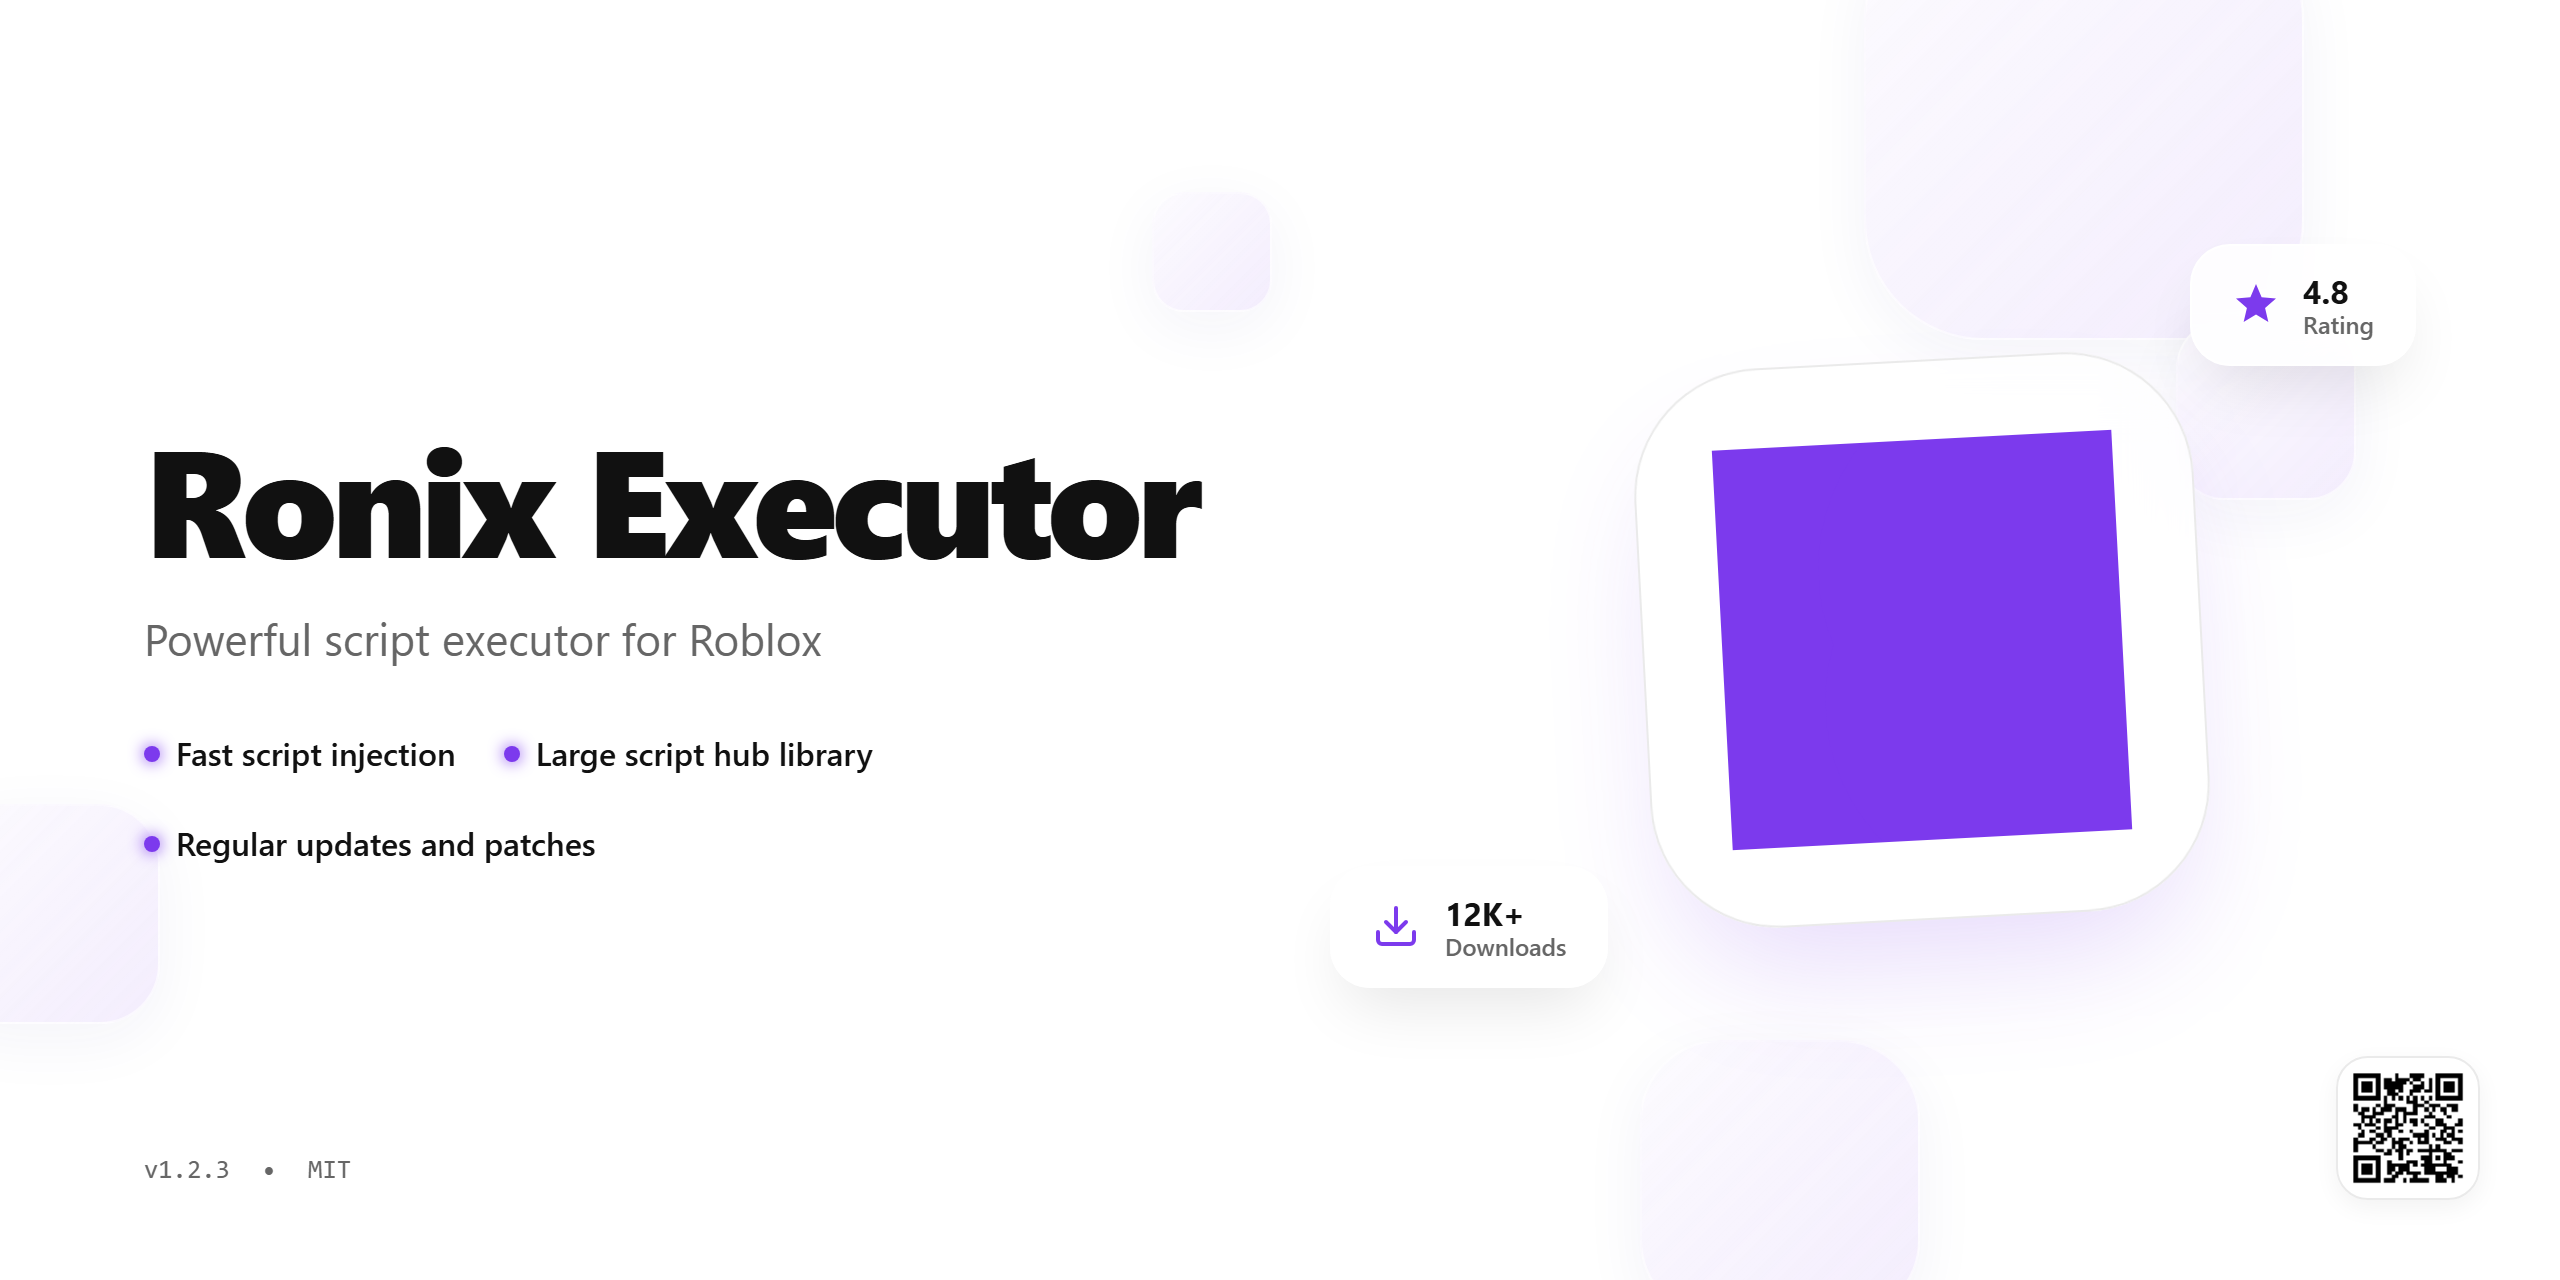 Ronix Executor
Powerful script executor for Roblox
Fast script injection
Large script hub library
Regular updates and patches
4.8
Rating
12K+
Downloads
v1.2.3 • MIT